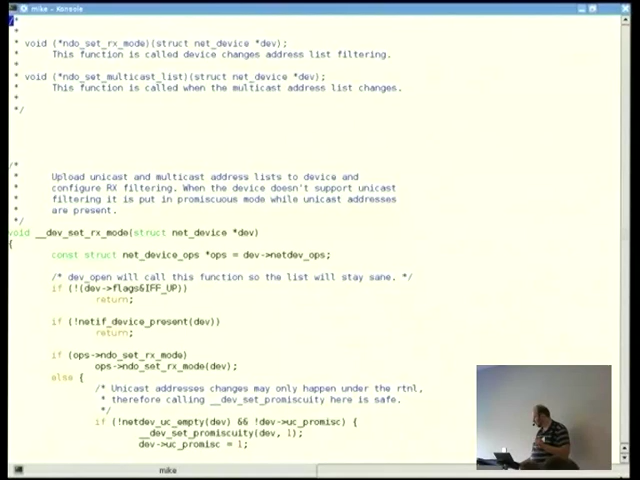 mike - Konsole
/*
*
* void (*ndo_set_rx_mode)(struct net_device *dev);
* This function is called device changes address list filtering.
*
* void (*ndo_set_multicast_list)(struct net_device *dev);
* This function is called when the multicast address list changes.
*
*/
/*
* Upload unicast and multicast address lists to device and
* configure RX filtering. When the device doesn't support unicast
* filtering it is put in promiscuous mode while unicast addresses
* are present.
*/
void __dev_set_rx_mode(struct net_device *dev)
{
const struct net_device_ops *ops = dev->netdev_ops;
/* dev_open will call this function so the list will stay sane. */
if (!(dev->flags&IFF_UP))
return;
if (!netif_device_present(dev))
return;
if (ops->ndo_set_rx_mode)
ops->ndo_set_rx_mode(dev);
else {
/* Unicast addresses changes may only happen under the rtnl,
* therefore calling __dev_set_promiscuity here is safe.
*/
if (!netdev_uc_empty(dev) && !dev->uc_promisc) {
__dev_set_promiscuity(dev, 1);
dev->uc_promisc = 1;
mike